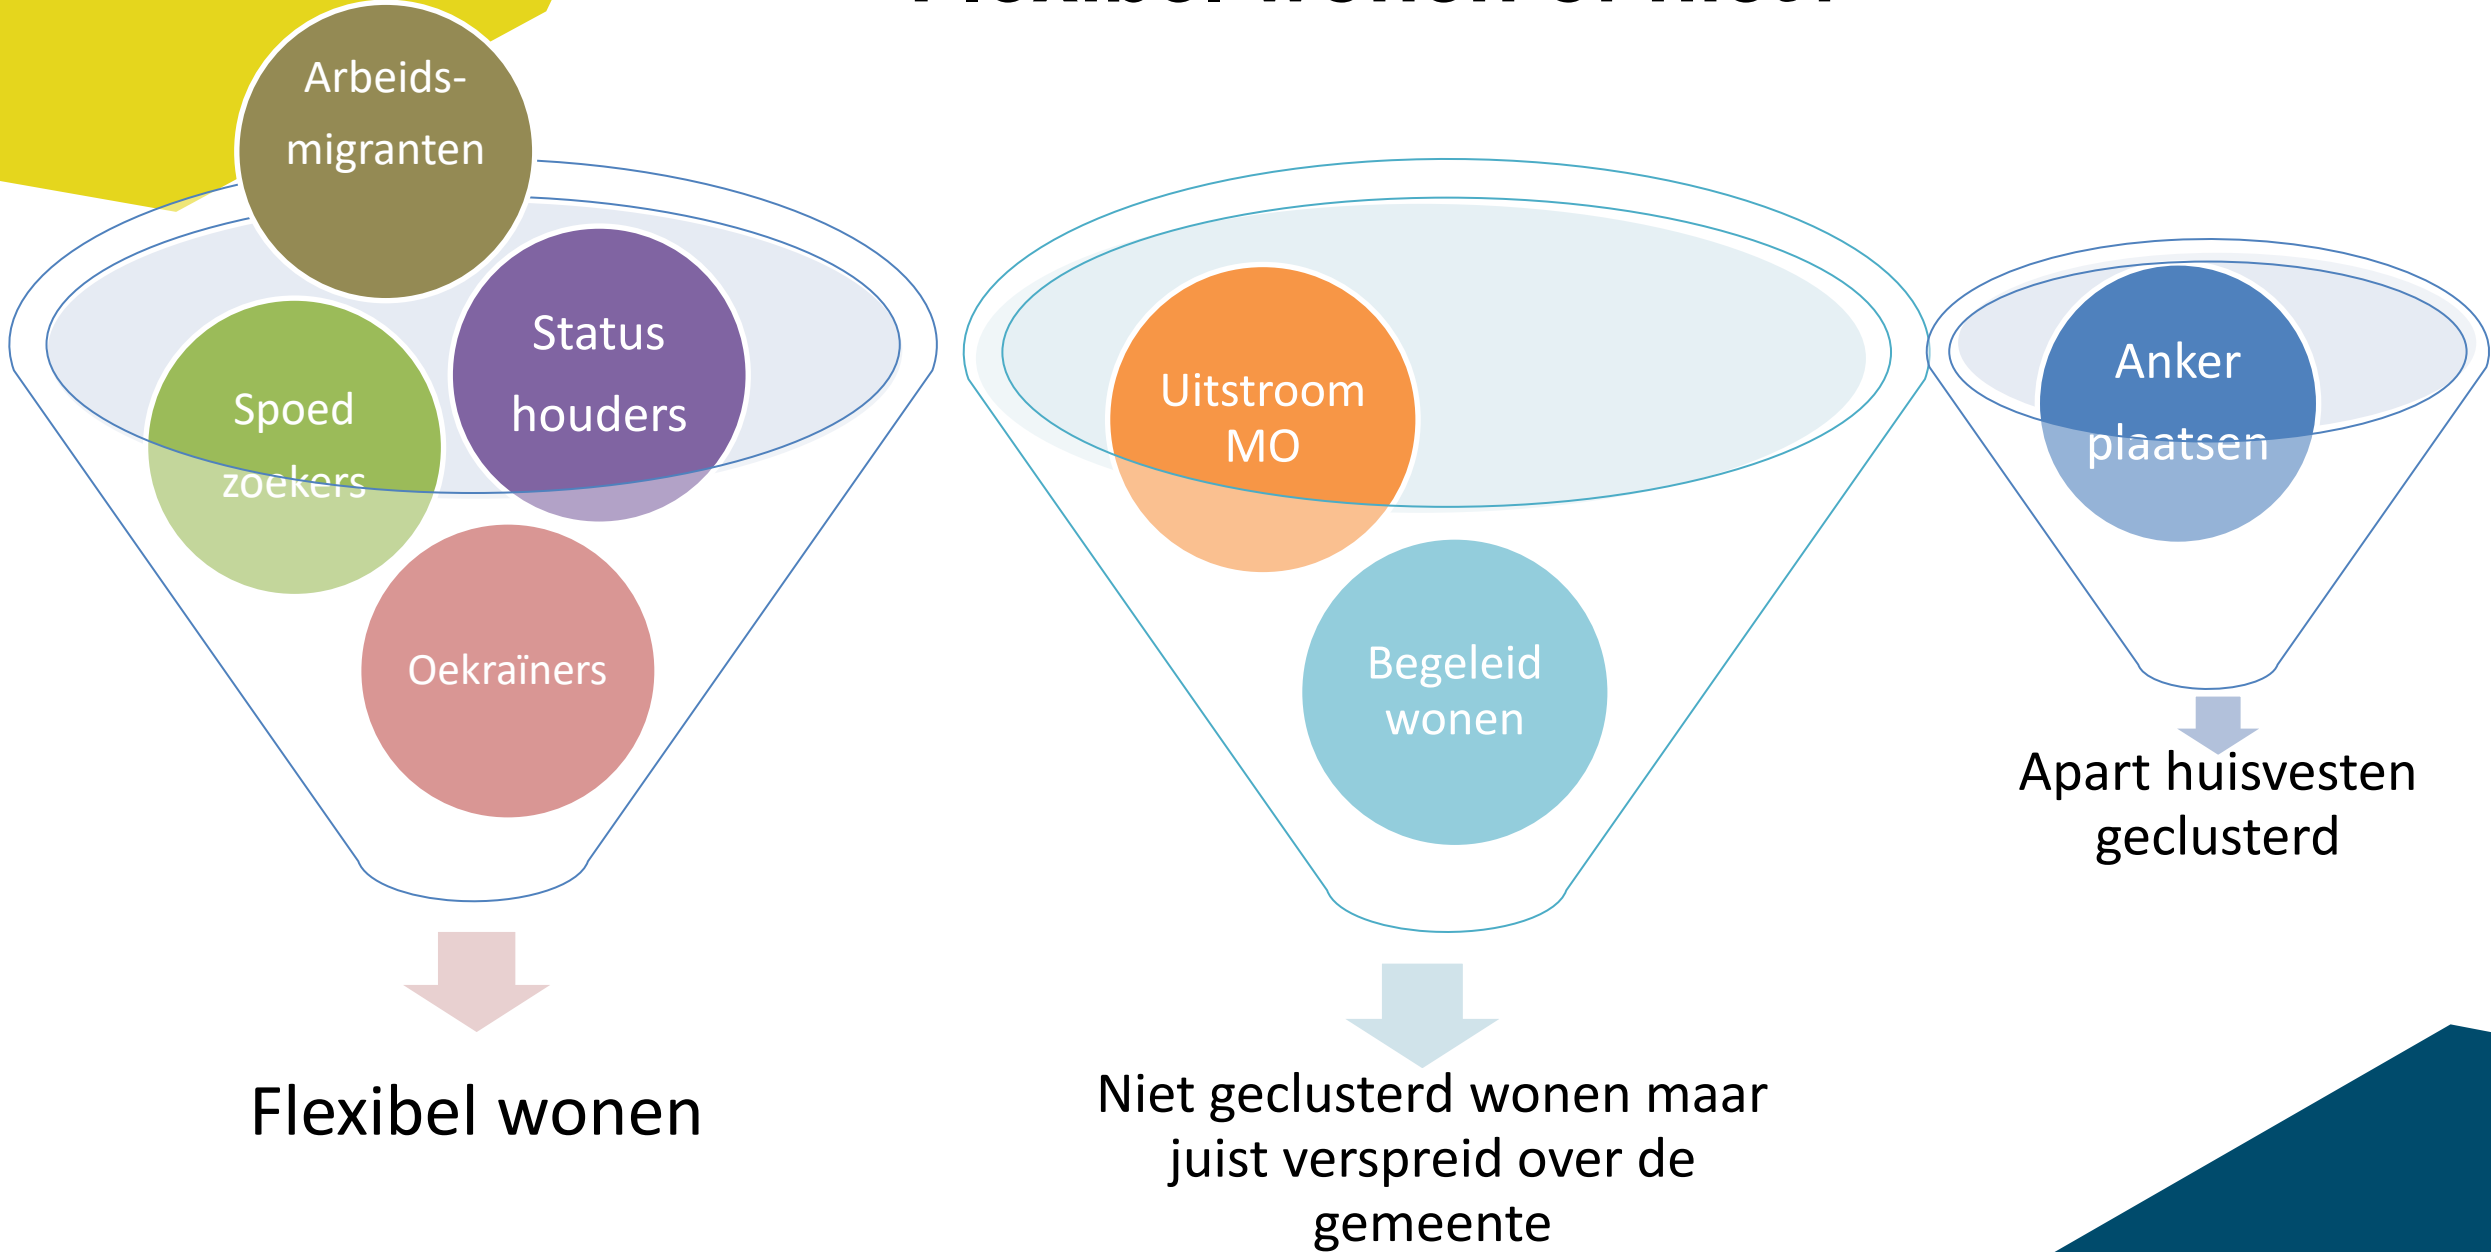 Arbeids-
migranten
Status
houders
Spoed
zoekers
Oekraïners
Flexibel wonen
Uitstroom
MO
Begeleid
wonen
Niet geclusterd wonen maar
juist verspreid over de
gemeente
Anker
plaatsen
Apart huisvesten
geclusterd